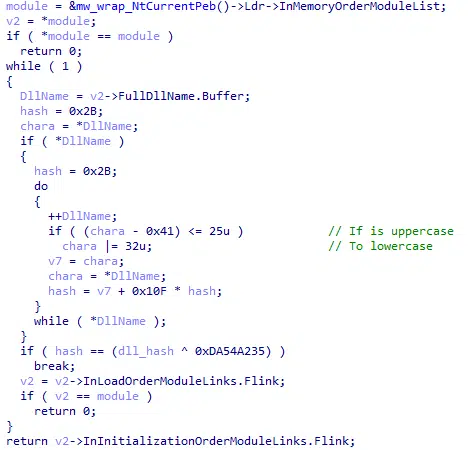 module = &mw_wrap_NtCurrentPeb()->Ldr->InMemoryOrderModuleList;
v2 = *module;
if ( *module == module )
  return 0;
while ( 1 )
{
  DllName = v2->FullDllName.Buffer;
  hash = 0x2B;
  chara = *DllName;
  if ( *DllName )
  {
    hash = 0x2B;
    do
    {
      ++DllName;
      if ( (chara - 0x41) <= 25u )            // If is uppercase
        chara |= 32u;                         // To lowercase
      v7 = chara;
      chara = *DllName;
      hash = v7 + 0x10F * hash;
    }
    while ( *DllName );
  }
  if ( hash == (dll_hash ^ 0xDA54A235) )
    break;
  v2 = v2->InLoadOrderModuleLinks.Flink;
  if ( v2 == module )
    return 0;
}
return v2->InInitializationOrderModuleLinks.Flink;